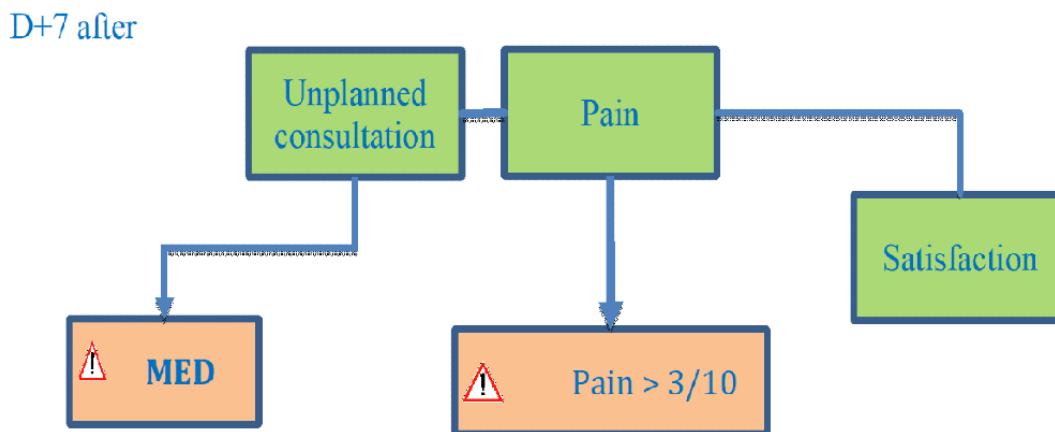 D+7 after
Unplanned
consultation
Pain
Satisfaction
MED
Pain > 3/10